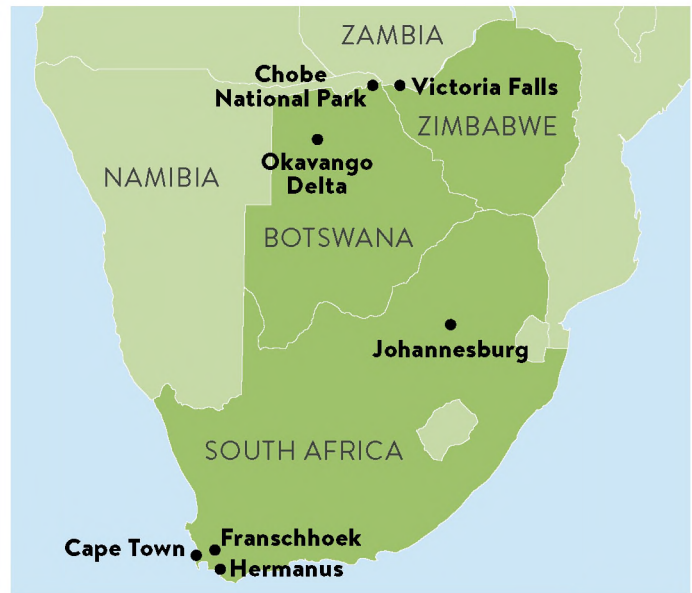 ZAMBIA
Chobe
National Park
Victoria Falls
ZIMBABWE
Okavango
Delta
NAMIBIA
BOTSWANA
Johannesburg
SOUTH AFRICA
Franschhoek
Cape Town
Hermanus